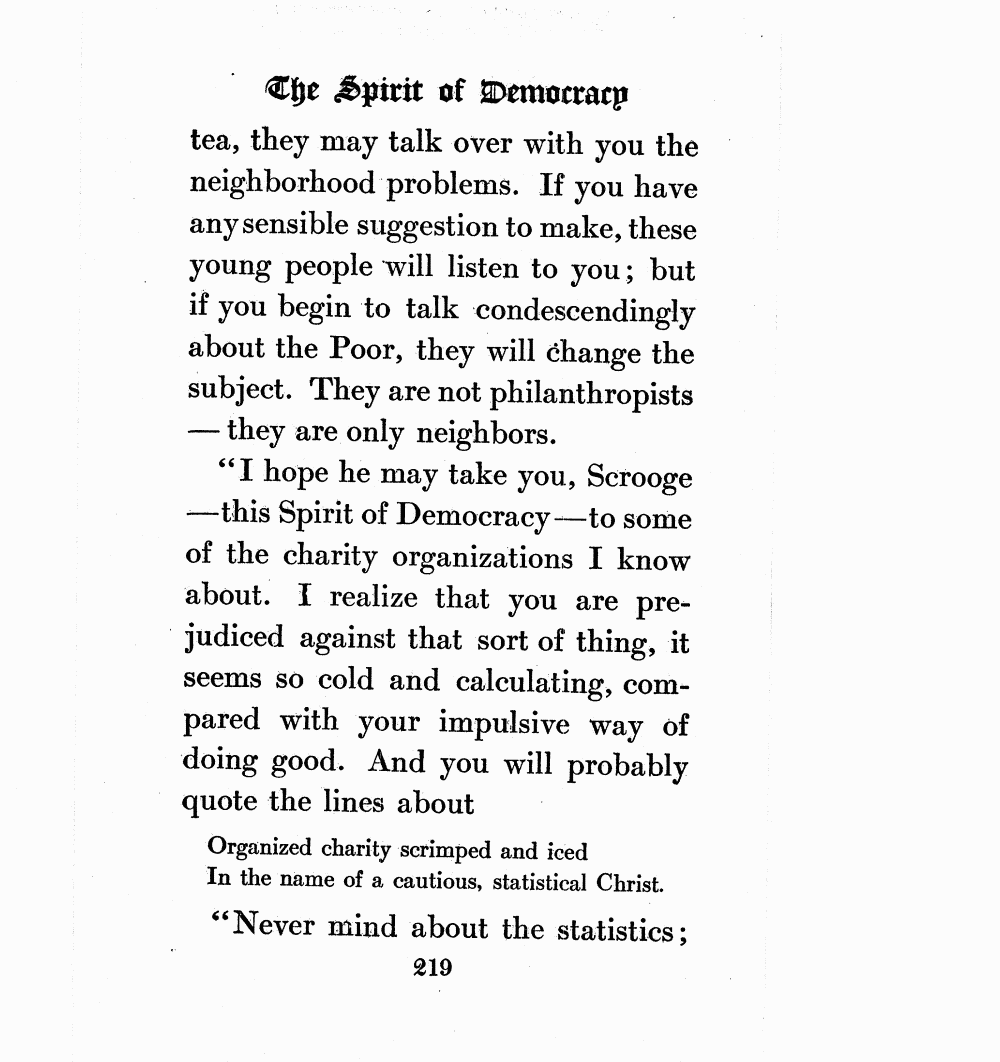 The Spirit of Democracy
tea, they may talk over with you the
neighborhood problems. If you have
any sensible suggestion to make, these
young people will listen to you; but
if you begin to talk condescendingly
about the Poor, they will change the
subject. They are not philanthropists
— they are only neighbors.
“I hope he may take you, Scrooge
—this Spirit of Democracy—to some
of the charity organizations I know
about. I realize that you are pre-
judiced against that sort of thing, it
seems so cold and calculating, com-
pared with your impulsive way of
doing good. And you will probably
quote the lines about
Organized charity scrimped and iced
In the name of a cautious, statistical Christ.
“Never mind about the statistics;
219